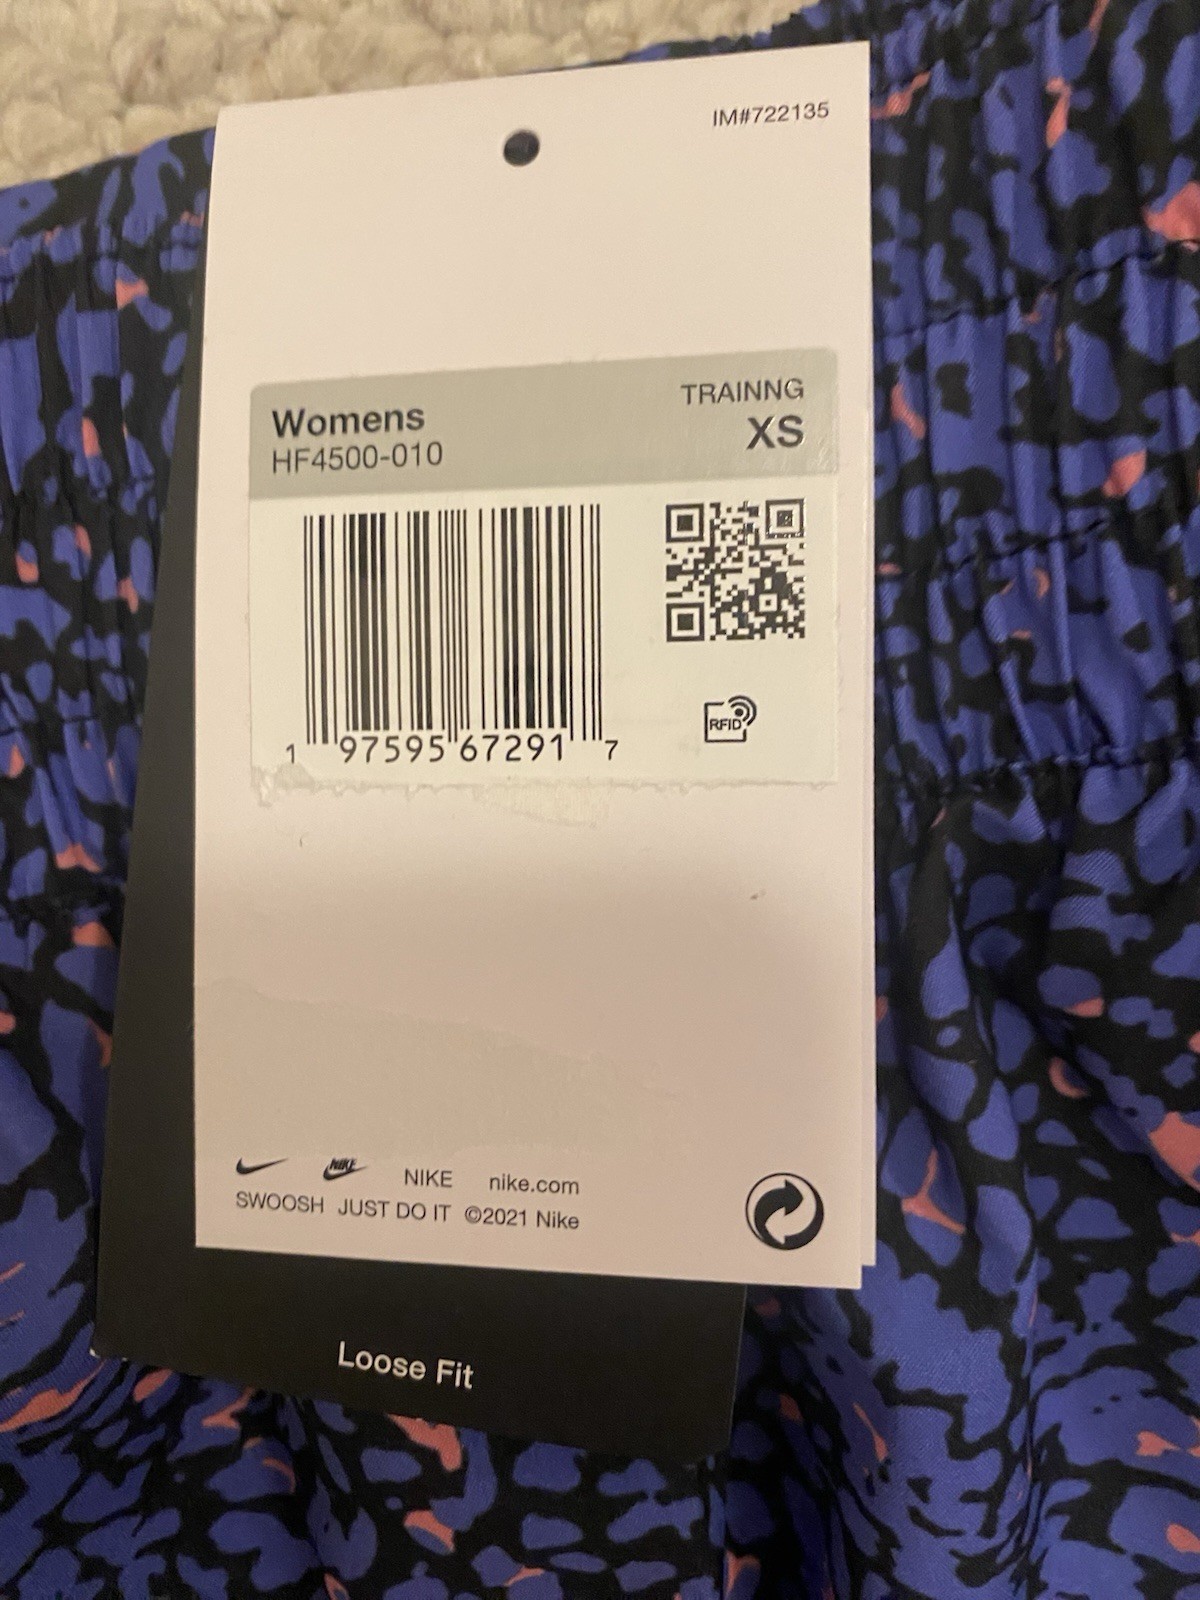 IM#722135
Womens
HF4500-010
TRAINNG
XS
1 97595 67291 7
RFID
NIKE NIKE nike.com
SWOOSH JUST DO IT ©2021 Nike
Loose Fit